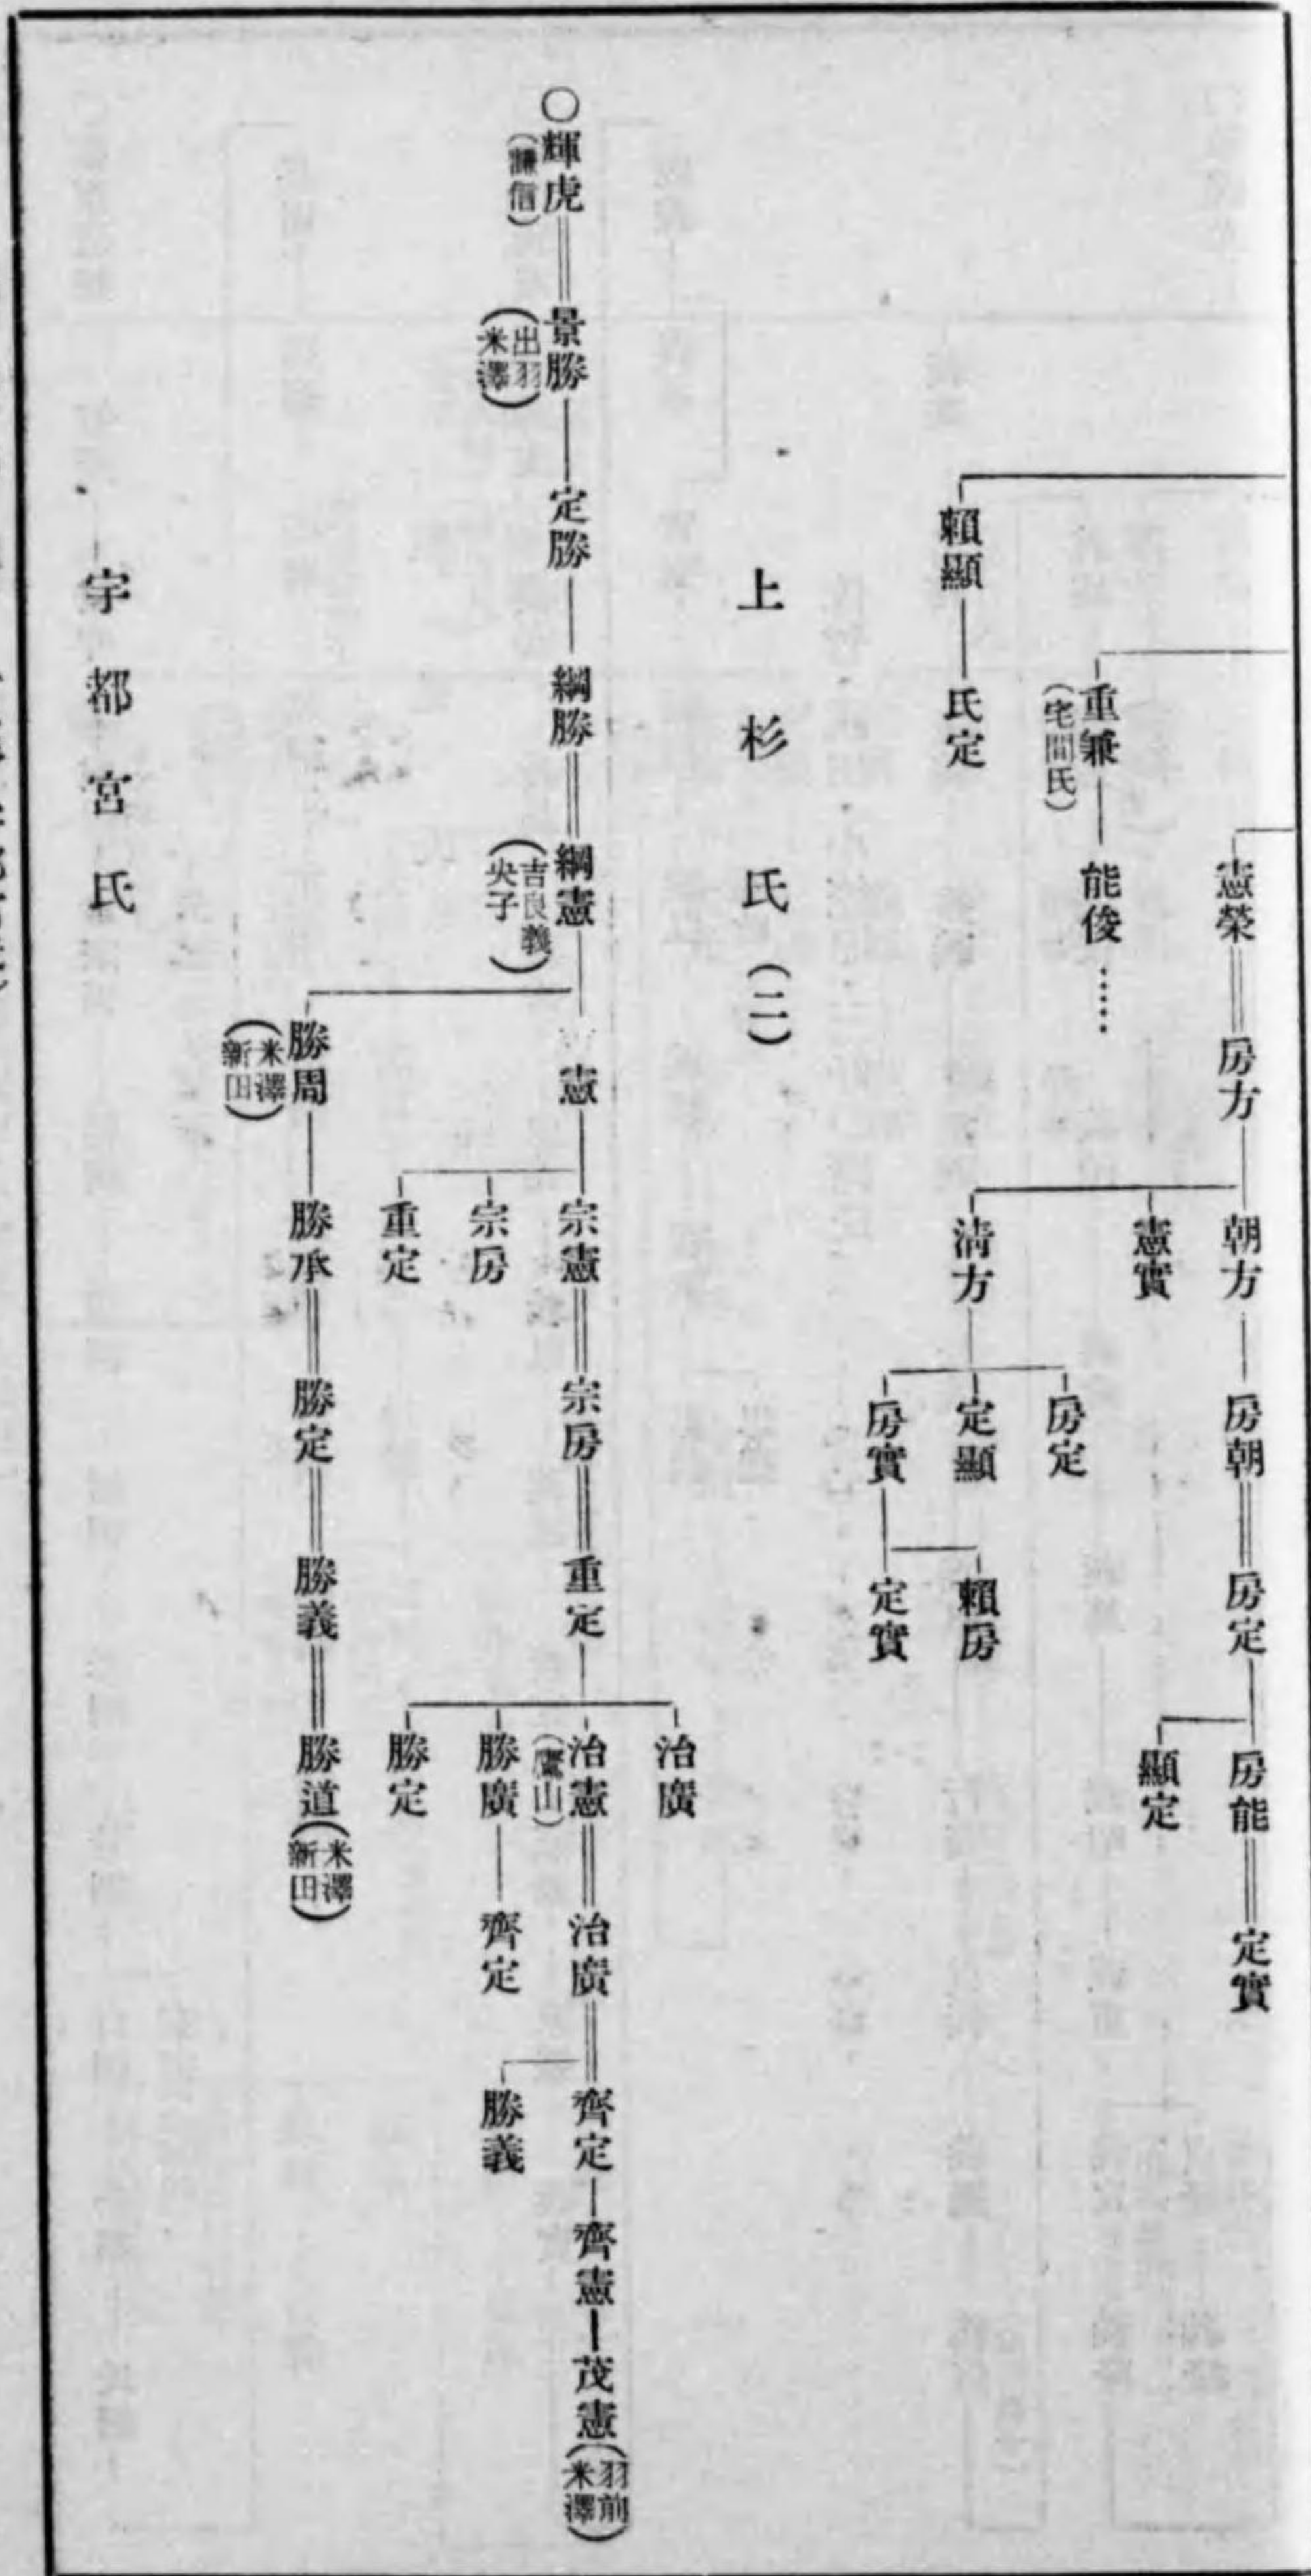 憲榮══房方─朝方─房朝══房定─房能══定實
顯定
憲實
房定
重兼─能俊……
(宅間氏)
清方─定顯
賴房
房實─定實
賴顯─氏定
上杉氏(二)
治廣
○輝虎══景勝─定勝─綱勝══綱憲─憲─宗憲══宗房══重定─治憲══治廣══齊定─齊憲─茂憲(羽前米澤)
(謙信)
(出羽米澤)
(吉良義央子)
(鷹山)
宗房
勝廣─齊定
勝義
重定
勝定
勝周─勝承══勝定══勝義══勝道(米澤新田)
(米澤新田)
宇都宮氏